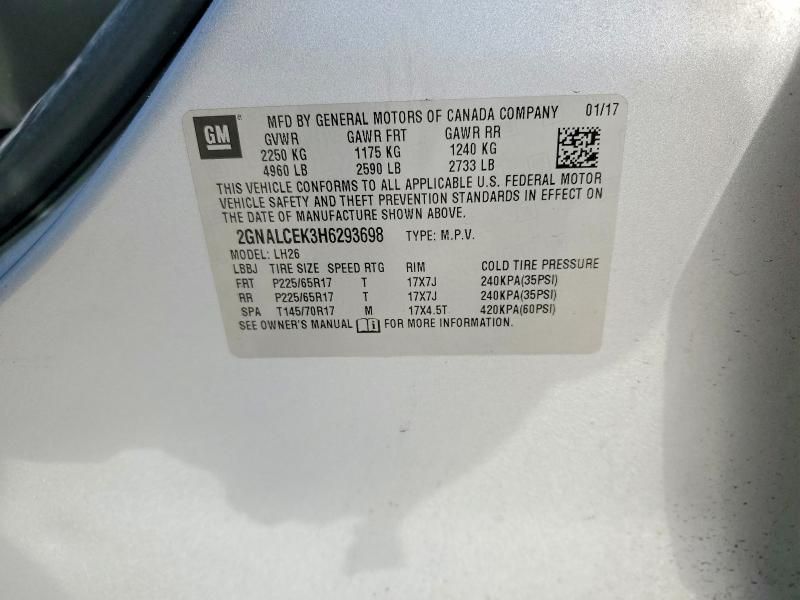 GM ® MFD BY GENERAL MOTORS OF CANADA COMPANY 01/17
GVWR GAWR FRT GAWR RR
2250 KG 1175 KG 1240 KG
4960 LB 2590 LB 2733 LB
THIS VEHICLE CONFORMS TO ALL APPLICABLE U.S. FEDERAL MOTOR
VEHICLE SAFETY AND THEFT PREVENTION STANDARDS IN EFFECT ON
THE DATE OF MANUFACTURE SHOWN ABOVE.
2GNALCEK3H6293698 TYPE: M.P.V.
MODEL: LH26
LBBJ TIRE SIZE SPEED RTG RIM COLD TIRE PRESSURE
FRT P225/65R17 T 17X7J 240KPA(35PSI)
RR P225/65R17 T 17X7J 240KPA(35PSI)
SPA T145/70R17 M 17X4.5T 420KPA(60PSI)
SEE OWNER'S MANUAL FOR MORE INFORMATION.